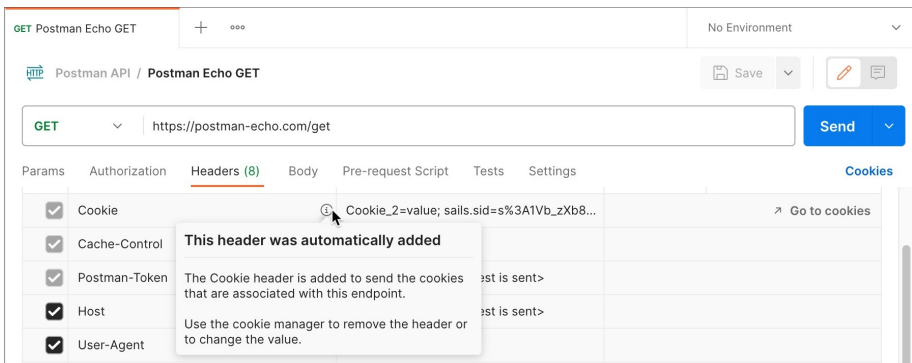 GET Postman Echo GET
No Environment
HTTP Postman API / Postman Echo GET
Save
GET https://postman-echo.com/get Send
Params Authorization Headers (8) Body Pre-request Script Tests Settings Cookies
Cookie Cookie_2=value; sails.sid=s%3A1Vb_zXb8... Go to cookies
This header was automatically added
Cache-Control
The Cookie header is added to send the cookies
that are associated with this endpoint.
Postman-Token est is sent>
Host est is sent>
Use the cookie manager to remove the header or
to change the value.
User-Agent